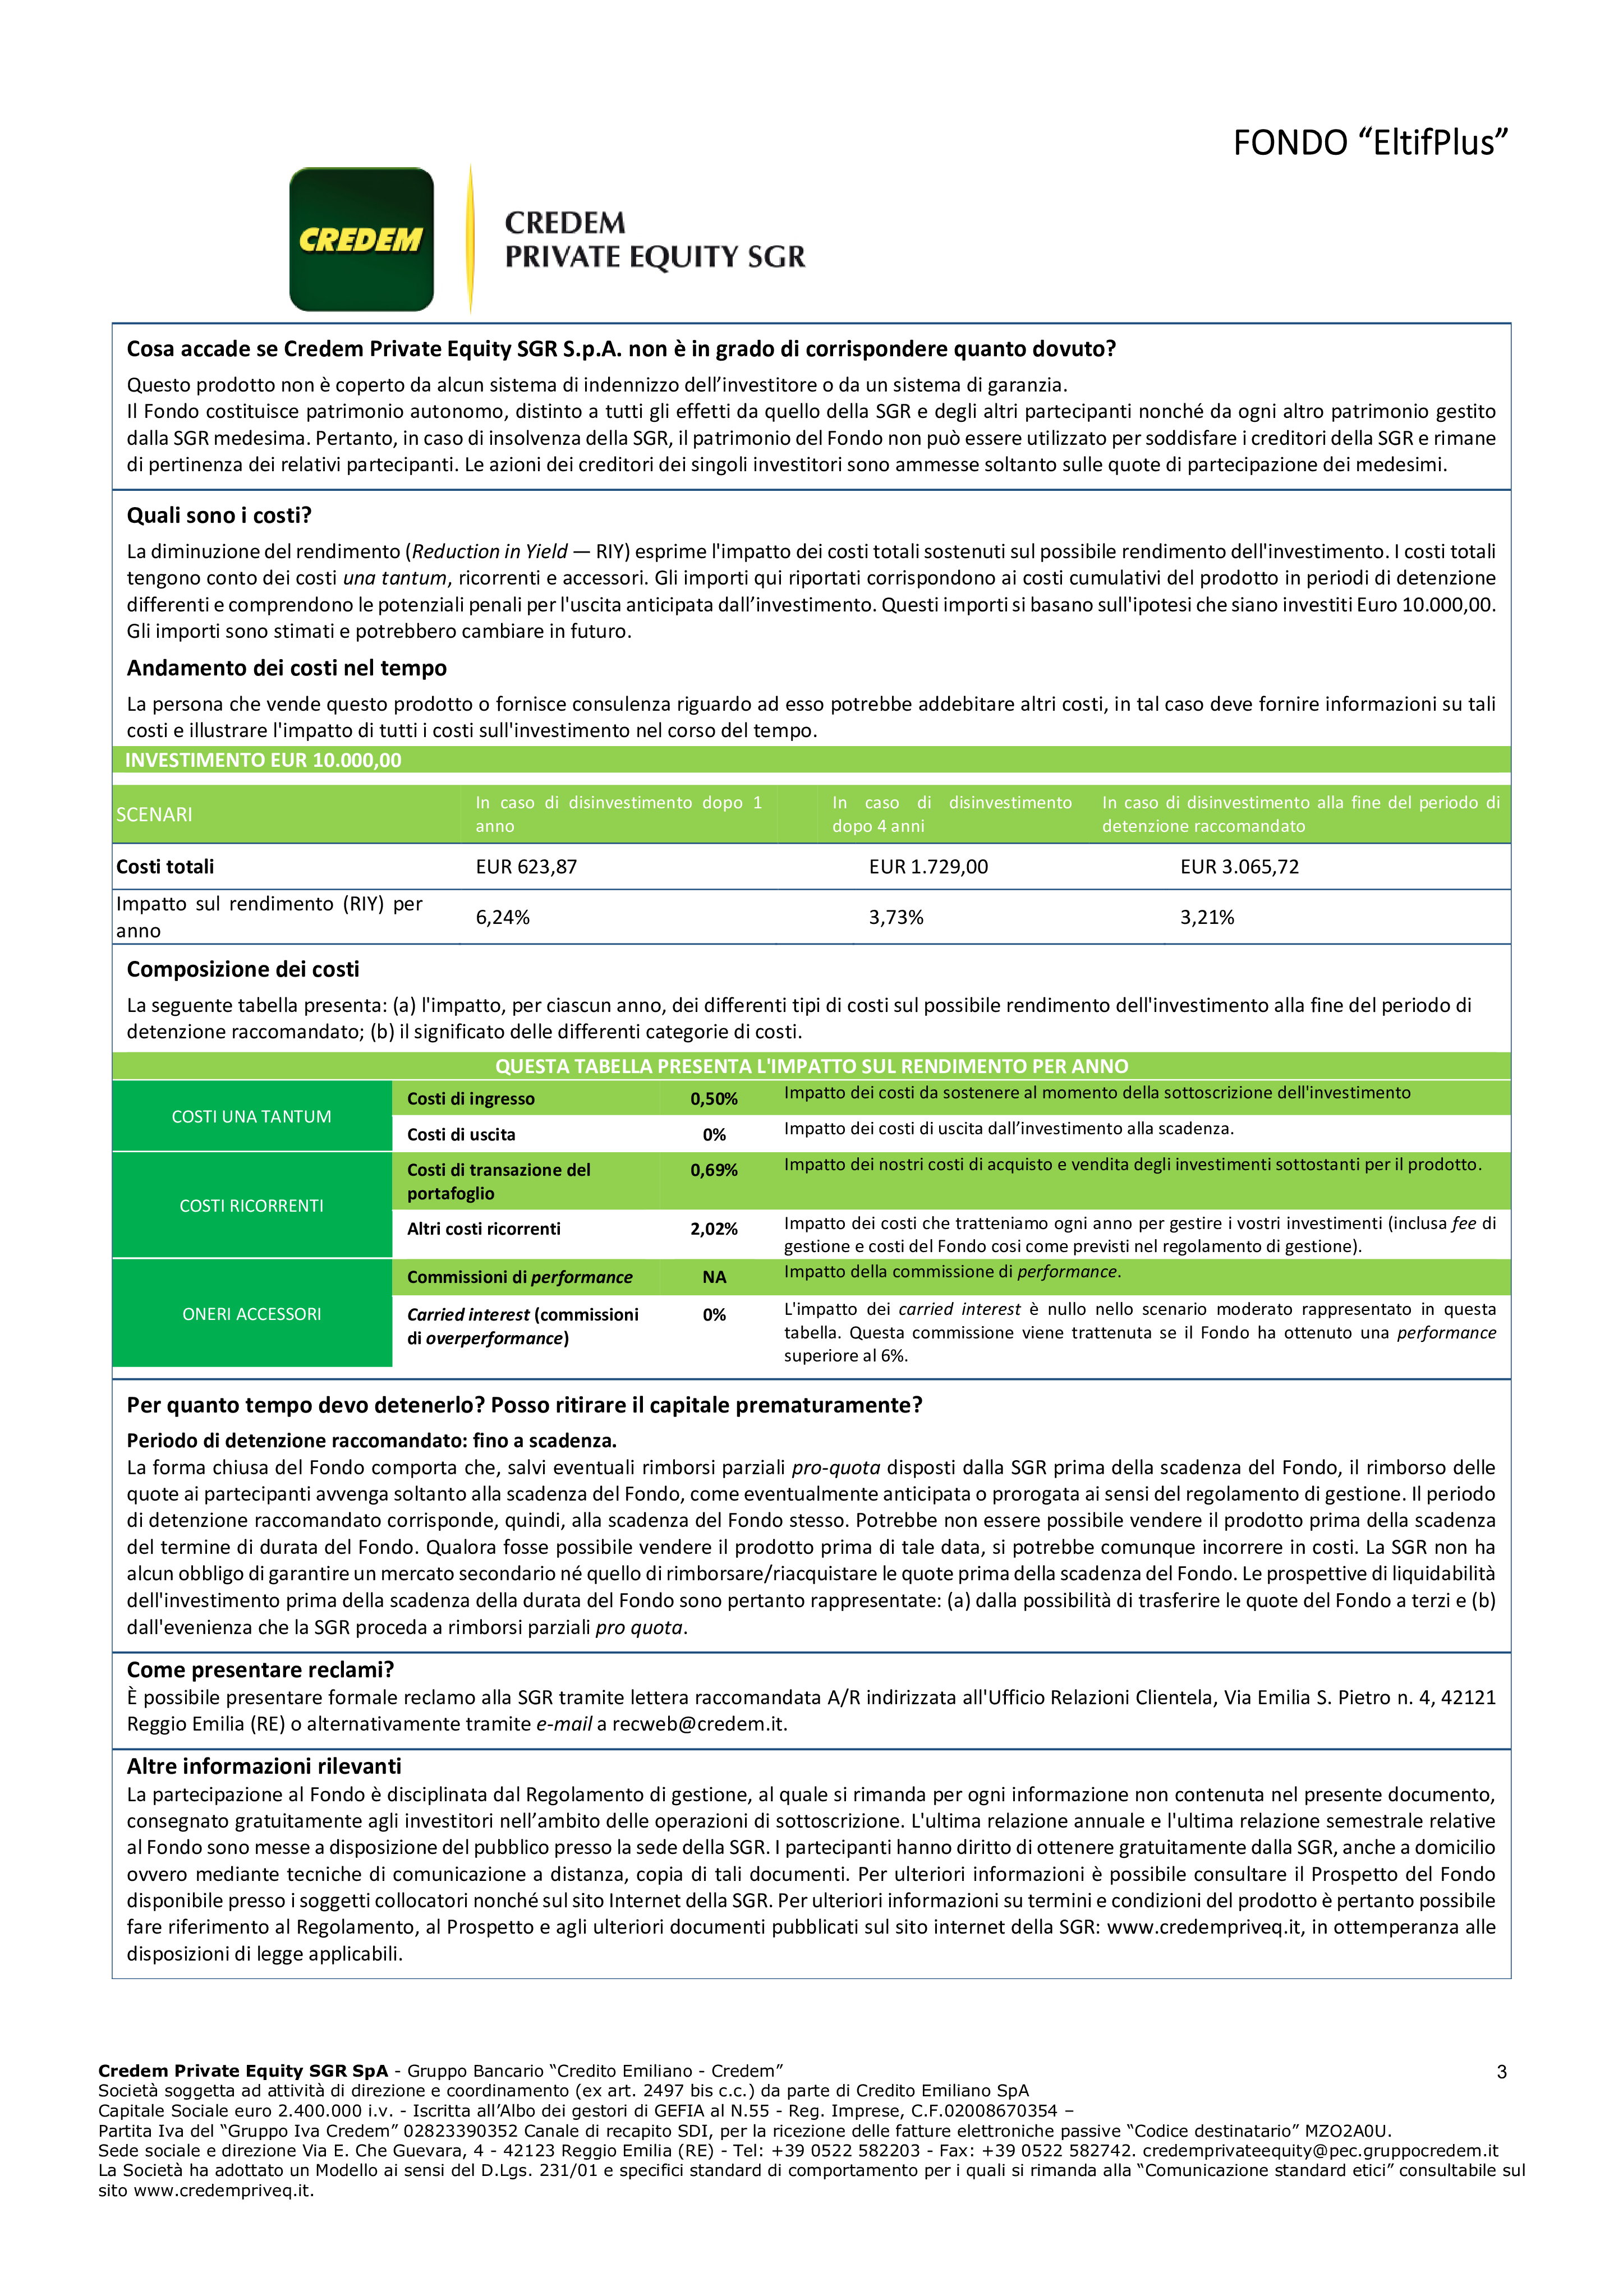 FONDO “EltifPlus”
CREDEM
CREDEM
PRIVATE EQUITY SGR
Cosa accade se Credem Private Equity SGR S.p.A. non è in grado di corrispondere quanto dovuto?
Questo prodotto non è coperto da alcun sistema di indennizzo dell’investitore o da un sistema di garanzia.
Il Fondo costituisce patrimonio autonomo, distinto a tutti gli effetti da quello della SGR e degli altri partecipanti nonché da ogni altro patrimonio gestito
dalla SGR medesima. Pertanto, in caso di insolvenza della SGR, il patrimonio del Fondo non può essere utilizzato per soddisfare i creditori della SGR e rimane
di pertinenza dei relativi partecipanti. Le azioni dei creditori dei singoli investitori sono ammesse soltanto sulle quote di partecipazione dei medesimi.
Quali sono i costi?
La diminuzione del rendimento (Reduction in Yield — RIY) esprime l'impatto dei costi totali sostenuti sul possibile rendimento dell'investimento. I costi totali
tengono conto dei costi una tantum, ricorrenti e accessori. Gli importi qui riportati corrispondono ai costi cumulativi del prodotto in periodi di detenzione
differenti e comprendono le potenziali penali per l'uscita anticipata dall’investimento. Questi importi si basano sull'ipotesi che siano investiti Euro 10.000,00.
Gli importi sono stimati e potrebbero cambiare in futuro.
Andamento dei costi nel tempo
La persona che vende questo prodotto o fornisce consulenza riguardo ad esso potrebbe addebitare altri costi, in tal caso deve fornire informazioni su tali
costi e illustrare l'impatto di tutti i costi sull'investimento nel corso del tempo.
INVESTIMENTO EUR 10.000,00
SCENARI
In caso di disinvestimento dopo 1
anno
In caso di disinvestimento
dopo 4 anni
In caso di disinvestimento alla fine del periodo di
detenzione raccomandato
Costi totali
EUR 623,87
EUR 1.729,00
EUR 3.065,72
Impatto sul rendimento (RIY) per
anno
6,24%
3,73%
3,21%
Composizione dei costi
La seguente tabella presenta: (a) l'impatto, per ciascun anno, dei differenti tipi di costi sul possibile rendimento dell'investimento alla fine del periodo di
detenzione raccomandato; (b) il significato delle differenti categorie di costi.
QUESTA TABELLA PRESENTA L'IMPATTO SUL RENDIMENTO PER ANNO
COSTI UNA TANTUM
Costi di ingresso
0,50%
Impatto dei costi da sostenere al momento della sottoscrizione dell'investimento
Costi di uscita
0%
Impatto dei costi di uscita dall’investimento alla scadenza.
COSTI RICORRENTI
Costi di transazione del
portafoglio
0,69%
Impatto dei nostri costi di acquisto e vendita degli investimenti sottostanti per il prodotto.
Altri costi ricorrenti
2,02%
Impatto dei costi che tratteniamo ogni anno per gestire i vostri investimenti (inclusa fee di
gestione e costi del Fondo cosi come previsti nel regolamento di gestione).
ONERI ACCESSORI
Commissioni di performance
NA
Impatto della commissione di performance.
Carried interest (commissioni
di overperformance)
0%
L'impatto dei carried interest è nullo nello scenario moderato rappresentato in questa
tabella. Questa commissione viene trattenuta se il Fondo ha ottenuto una performance
superiore al 6%.
Per quanto tempo devo detenerlo? Posso ritirare il capitale prematuramente?
Periodo di detenzione raccomandato: fino a scadenza.
La forma chiusa del Fondo comporta che, salvi eventuali rimborsi parziali pro-quota disposti dalla SGR prima della scadenza del Fondo, il rimborso delle
quote ai partecipanti avvenga soltanto alla scadenza del Fondo, come eventualmente anticipata o prorogata ai sensi del regolamento di gestione. Il periodo
di detenzione raccomandato corrisponde, quindi, alla scadenza del Fondo stesso. Potrebbe non essere possibile vendere il prodotto prima della scadenza
del termine di durata del Fondo. Qualora fosse possibile vendere il prodotto prima di tale data, si potrebbe comunque incorrere in costi. La SGR non ha
alcun obbligo di garantire un mercato secondario né quello di rimborsare/riacquistare le quote prima della scadenza del Fondo. Le prospettive di liquidabilità
dell'investimento prima della scadenza della durata del Fondo sono pertanto rappresentate: (a) dalla possibilità di trasferire le quote del Fondo a terzi e (b)
dall'evenienza che la SGR proceda a rimborsi parziali pro quota.
Come presentare reclami?
È possibile presentare formale reclamo alla SGR tramite lettera raccomandata A/R indirizzata all'Ufficio Relazioni Clientela, Via Emilia S. Pietro n. 4, 42121
Reggio Emilia (RE) o alternativamente tramite e-mail a recweb@credem.it.
Altre informazioni rilevanti
La partecipazione al Fondo è disciplinata dal Regolamento di gestione, al quale si rimanda per ogni informazione non contenuta nel presente documento,
consegnato gratuitamente agli investitori nell’ambito delle operazioni di sottoscrizione. L'ultima relazione annuale e l'ultima relazione semestrale relative
al Fondo sono messe a disposizione del pubblico presso la sede della SGR. I partecipanti hanno diritto di ottenere gratuitamente dalla SGR, anche a domicilio
ovvero mediante tecniche di comunicazione a distanza, copia di tali documenti. Per ulteriori informazioni è possibile consultare il Prospetto del Fondo
disponibile presso i soggetti collocatori nonché sul sito Internet della SGR. Per ulteriori informazioni su termini e condizioni del prodotto è pertanto possibile
fare riferimento al Regolamento, al Prospetto e agli ulteriori documenti pubblicati sul sito internet della SGR: www.credempriveq.it, in ottemperanza alle
disposizioni di legge applicabili.
Credem Private Equity SGR SpA - Gruppo Bancario “Credito Emiliano - Credem”
3
Società soggetta ad attività di direzione e coordinamento (ex art. 2497 bis c.c.) da parte di Credito Emiliano SpA
Capitale Sociale euro 2.400.000 i.v. - Iscritta all’Albo dei gestori di GEFIA al N.55 - Reg. Imprese, C.F.02008670354 –
Partita Iva del “Gruppo Iva Credem” 02823390352 Canale di recapito SDI, per la ricezione delle fatture elettroniche passive “Codice destinatario” MZO2A0U.
Sede sociale e direzione Via E. Che Guevara, 4 - 42123 Reggio Emilia (RE) - Tel: +39 0522 582203 - Fax: +39 0522 582742. credemprivateequity@pec.gruppocredem.it
La Società ha adottato un Modello ai sensi del D.Lgs. 231/01 e specifici standard di comportamento per i quali si rimanda alla “Comunicazione standard etici” consultabile sul
sito www.credempriveq.it.